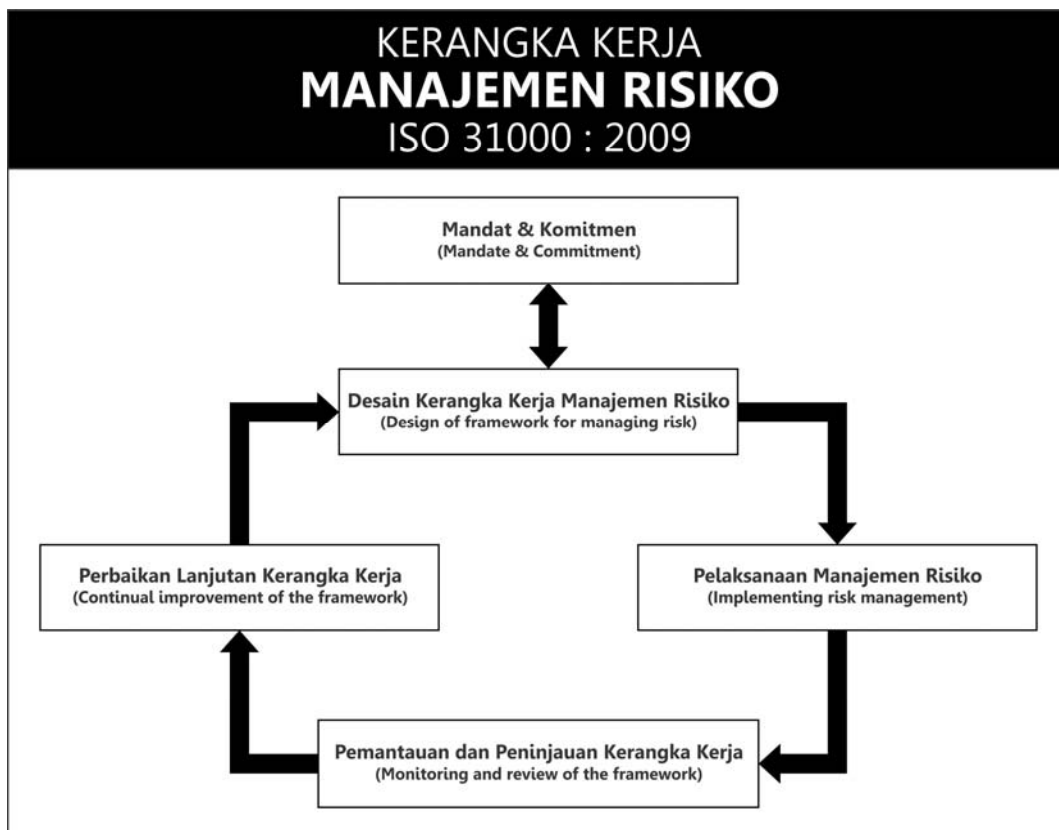 KERANGKA KERJA
MANAJEMEN RISIKO
ISO 31000 : 2009
Mandat & Komitmen
(Mandate & Commitment)
Desain Kerangka Kerja Manajemen Risiko
(Design of framework for managing risk)
Perbaikan Lanjutan Kerangka Kerja
(Continual improvement of the framework)
Pelaksanaan Manajemen Risiko
(Implementing risk management)
Pemantauan dan Peninjauan Kerangka Kerja
(Monitoring and review of the framework)